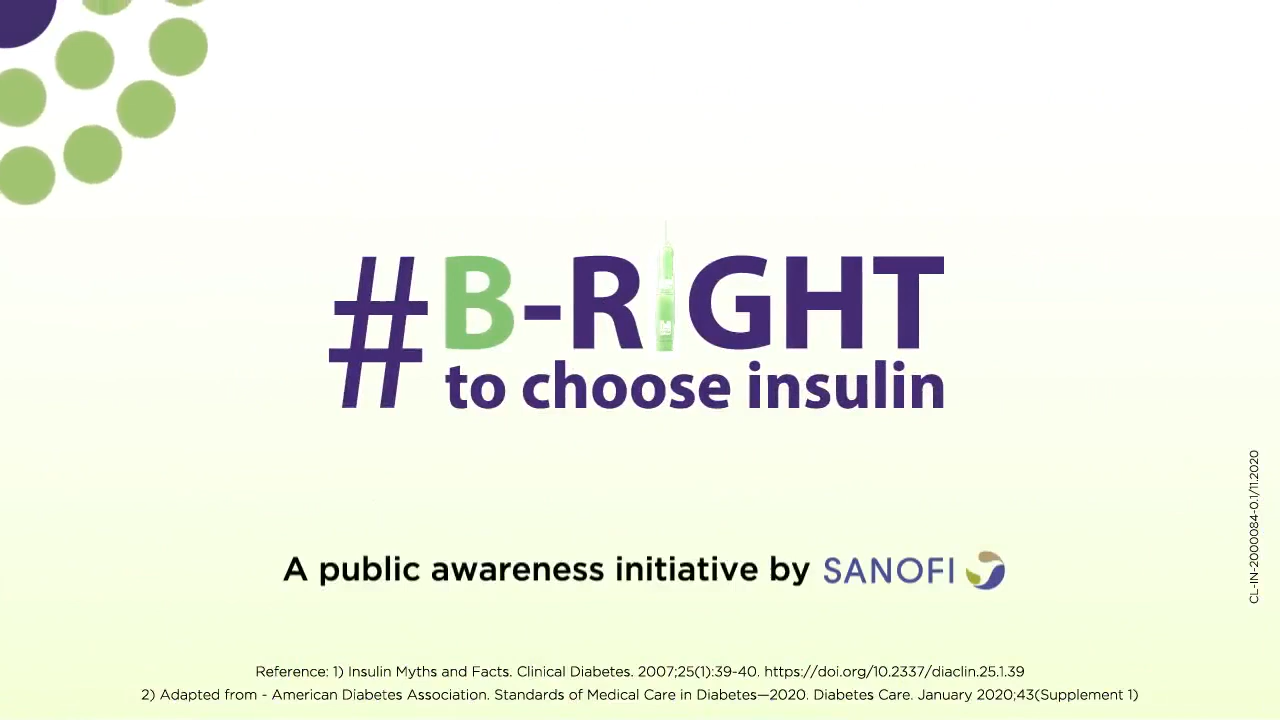 #B-RIGHT
to choose insulin
A public awareness initiative by SANOFI
CL-IN-2000084-0.1/11.2020
Reference: 1) Insulin Myths and Facts. Clinical Diabetes. 2007;25(1):39-40. https://doi.org/10.2337/diaclin.25.1.39
2) Adapted from - American Diabetes Association. Standards of Medical Care in Diabetes—2020. Diabetes Care. January 2020;43(Supplement 1)